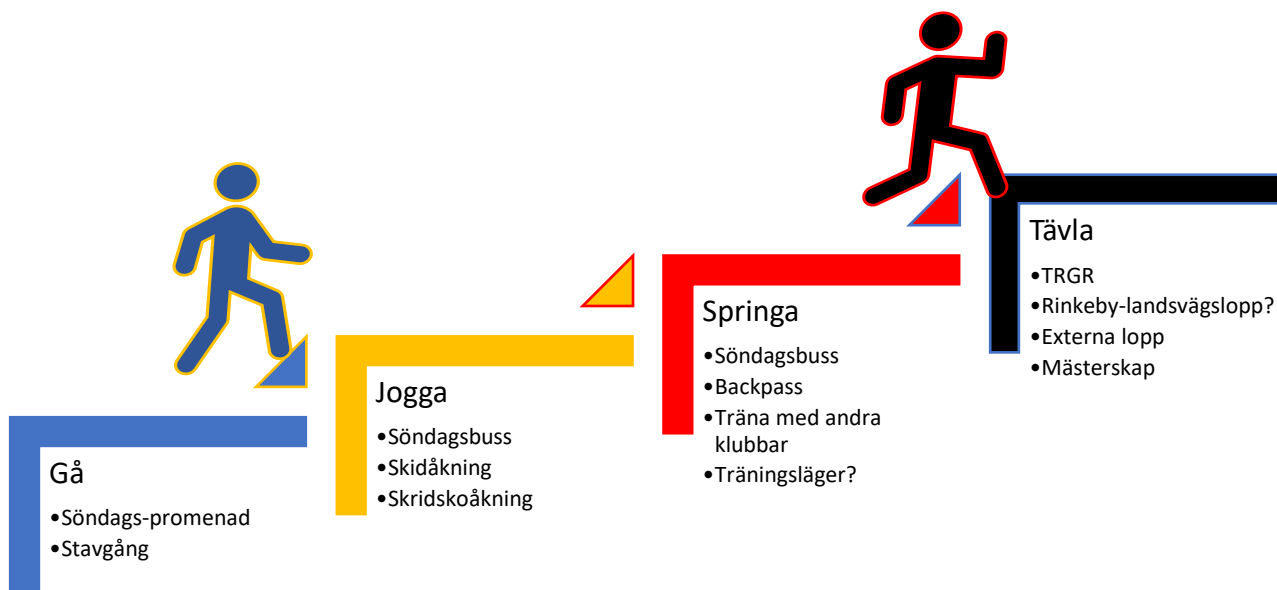 Gå
•Söndags-promenad
•Stavgång
Jogga
•Söndagsbuss
•Skidåkning
•Skridskoåkning
Springa
•Söndagsbuss
•Backpass
•Träna med andra
klubbar
•Träningsläger?
Tävla
•TRGR
•Rinkeby-landsvägslopp?
•Externa lopp
•Mästerskap